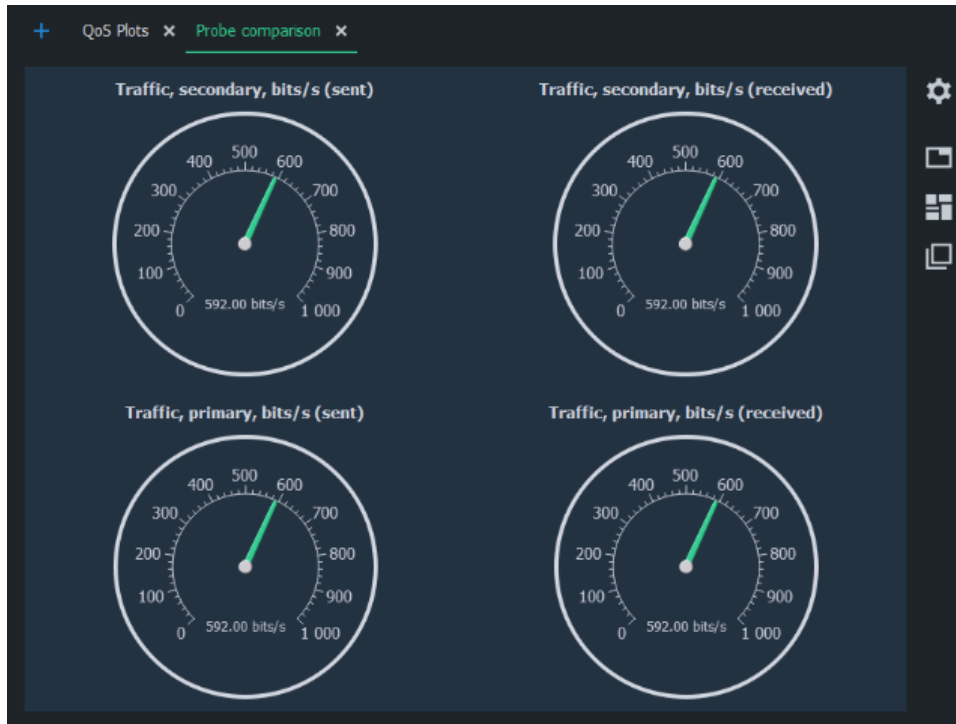 + QoS Plots × Probe comparison ×
Traffic, secondary, bits/s (sent)
500
400 600
300 700
200 800
100 900
592.00 bits/s
0 1 000
Traffic, secondary, bits/s (received)
500
400 600
300 700
200 800
100 900
592.00 bits/s
0 1 000
Traffic, primary, bits/s (sent)
500
400 600
300 700
200 800
100 900
592.00 bits/s
0 1 000
Traffic, primary, bits/s (received)
500
400 600
300 700
200 800
100 900
592.00 bits/s
0 1 000